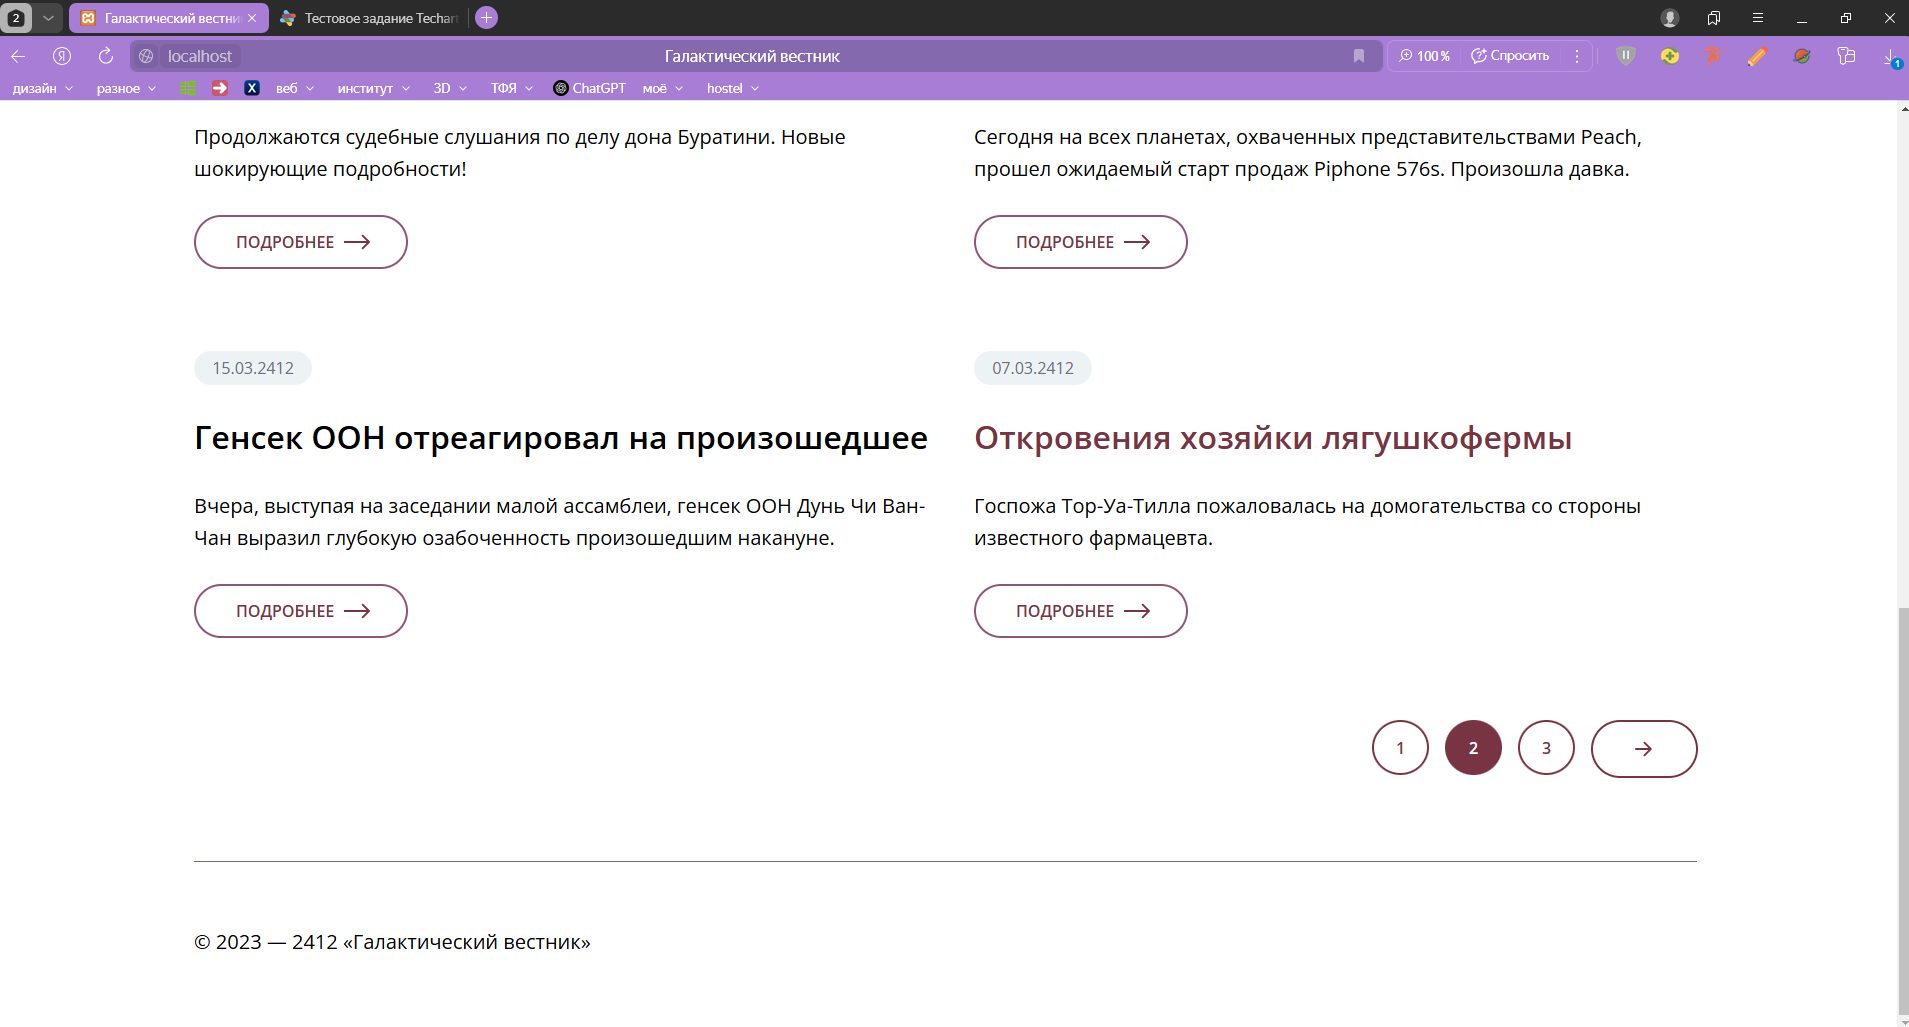 2
Галактический вестни
Тестовое задание Techar
localhost
Галактический вестник
100 %
Спросить
1
дизайн
разное
X
веб
институт
3D
ТФЯ
ChatGPT
моё
hostel
Продолжаются судебные слушания по делу дона Буратини. Новые
шокирующие подробности!
ПОДРОБНЕЕ
Сегодня на всех планетах, охваченных представительствами Peach,
прошел ожидаемый старт продаж Piphone 576s. Произошла давка.
ПОДРОБНЕЕ
15.03.2412
Генсек ООН отреагировал на произошедшее
Вчера, выступая на заседании малой ассамблеи, генсек ООН Дунь Чи Ван-
Чан выразил глубокую озабоченность произошедшим накануне.
ПОДРОБНЕЕ
07.03.2412
Откровения хозяйки лягушкофермы
Госпожа Тор-Уа-Тилла пожаловалась на домогательства со стороны
известного фармацевта.
ПОДРОБНЕЕ
1
2
3
© 2023 — 2412 «Галактический вестник»